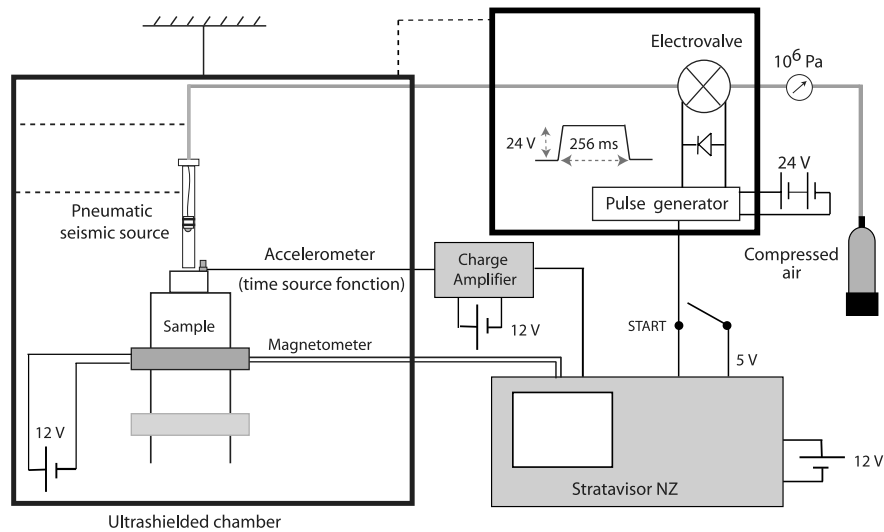 Electrovalve
10⁶ Pa
24 V
256 ms
24 V
Pulse generator
Pneumatic
seismic source
Compressed
air
Accelerometer
(time source fonction)
Charge
Amplifier
12 V
Sample
START
Magnetometer
5 V
12 V
12 V
Stratavisor NZ
Ultrashielded chamber